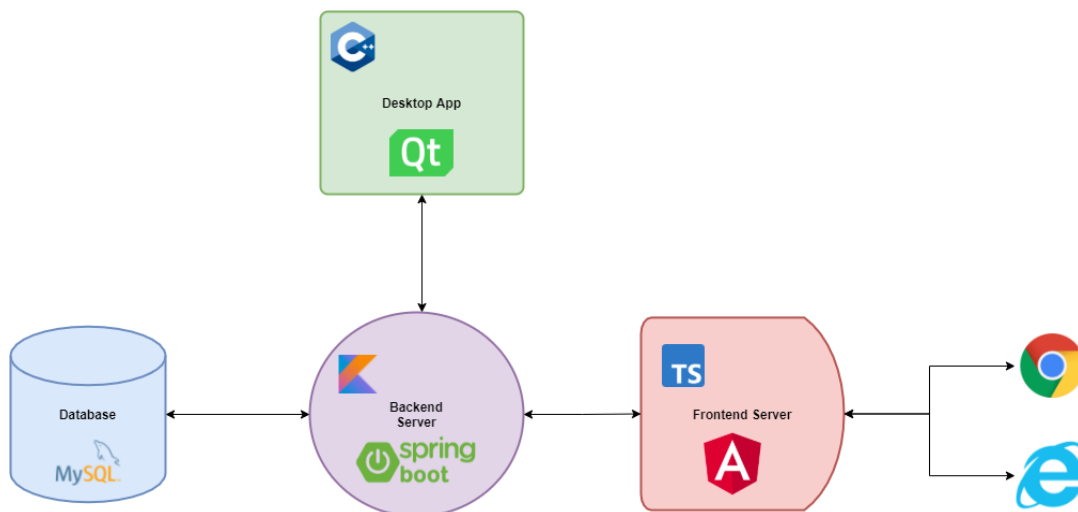 C++
Desktop App
Qt
Database
MySQL
Backend
Server
spring
boot
TS
Frontend Server
A